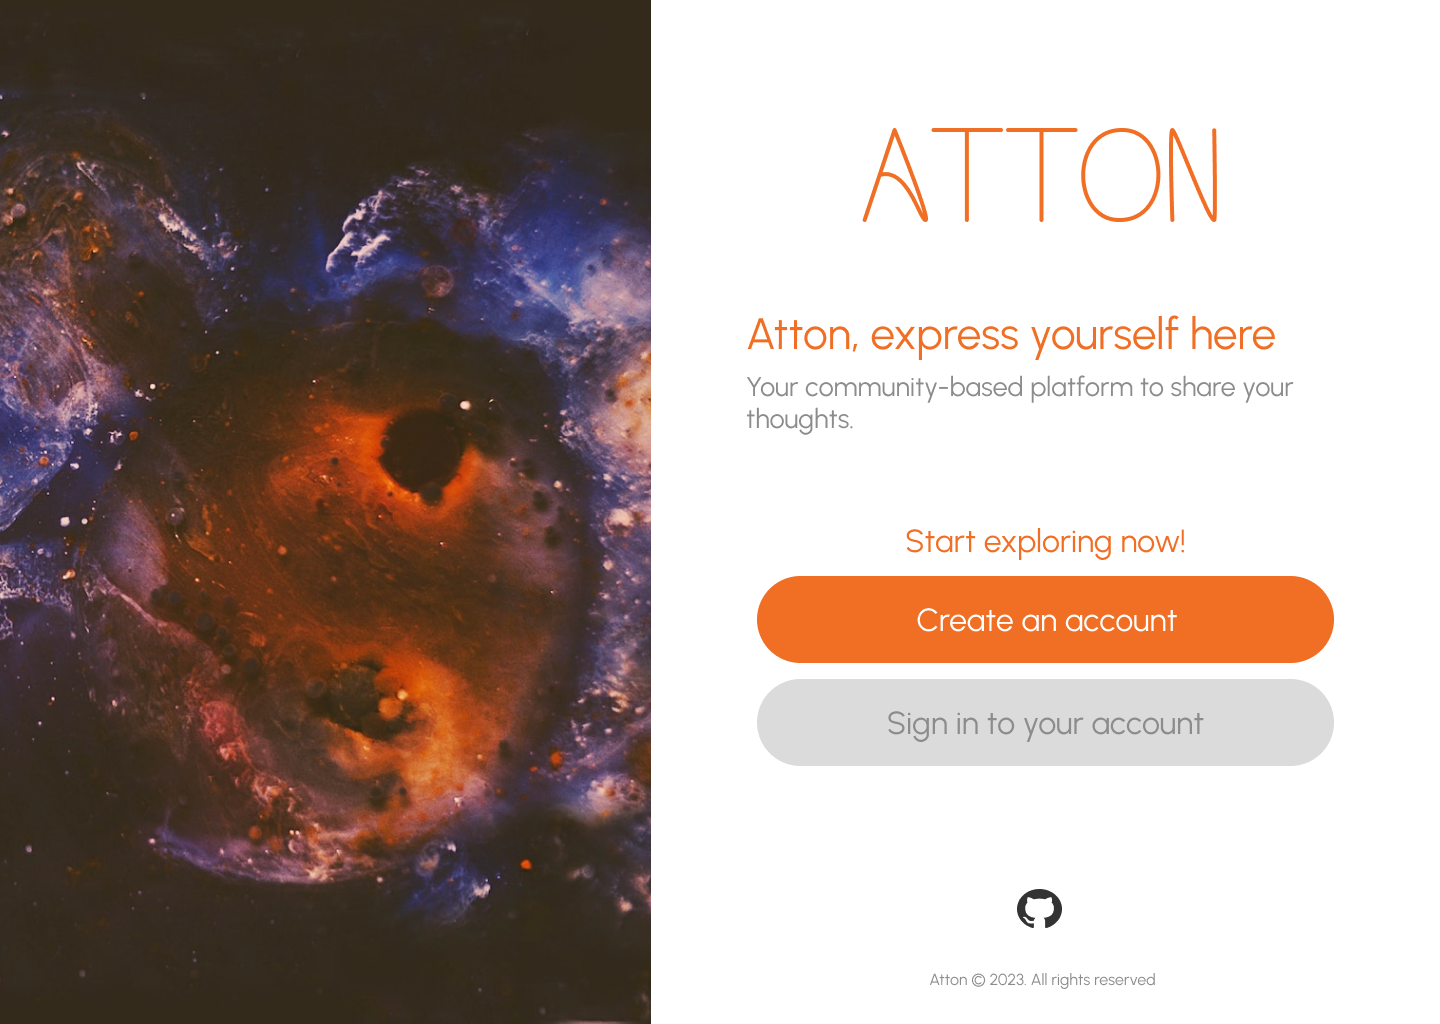 ATTON
Atton, express yourself here
Your community-based platform to share your
thoughts.
Start exploring now!
Create an account
Sign in to your account
Atton © 2023. All rights reserved